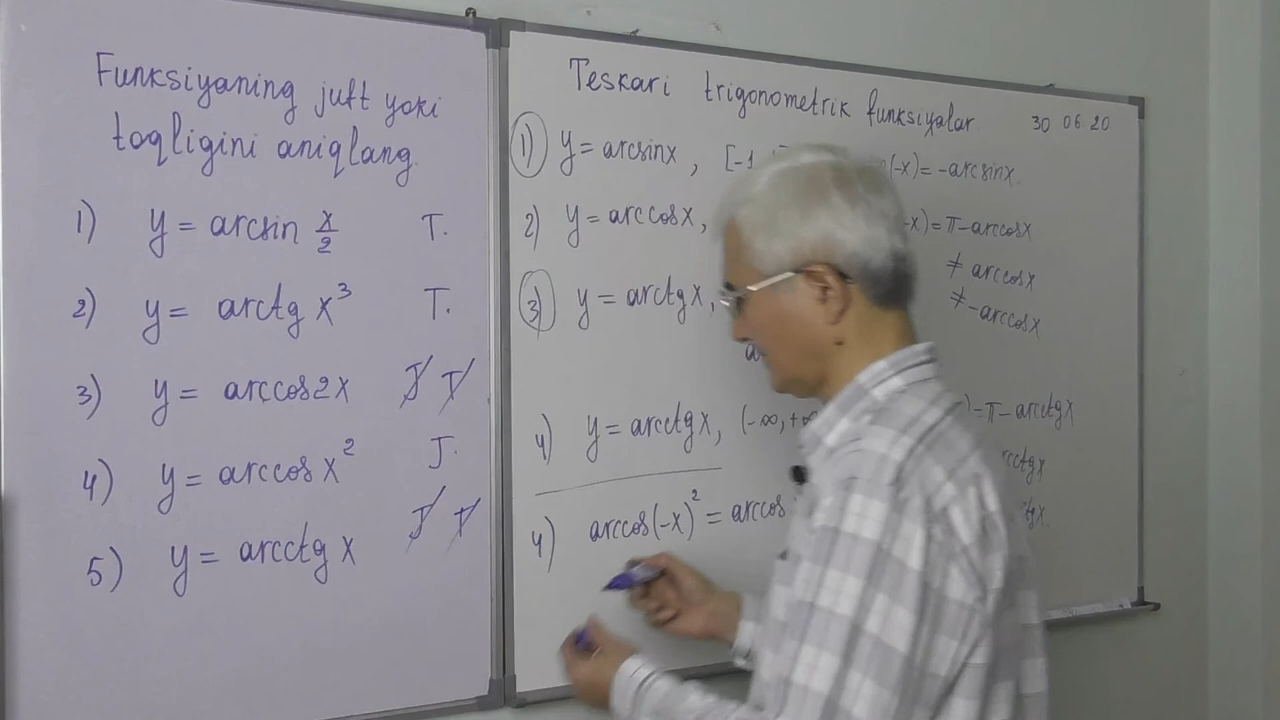 Funksiyaning juft yoki
toqligini aniqlang.
1) y = arcsin x/2 T.
2) y = arctg x³ T.
3) y = arccos2x J T
4) y = arccos x² J.
5) y = arcctg x J T
Teskari trigonometrik funksiyalar. 30 06 20
1) y = arcsinx, [-1 (-x) = -arcsinx.
2) y = arccosx, -x) = π-arccosx
≠ arccosx
≠ -arccosx
3) y = arctgx,
4) y = arcctgx, (-∞, +∞ ) = π- arcctgx
rcctgx
tgx.
4) arccos(-x)² = arccos